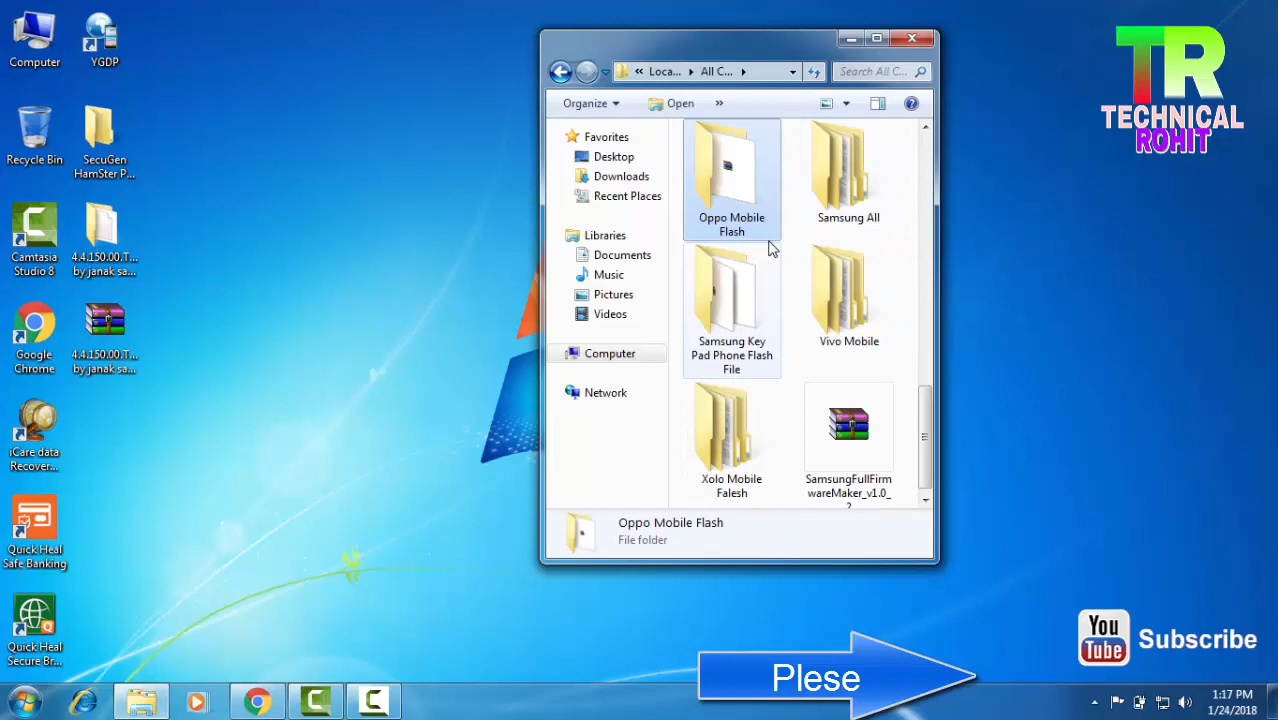 Computer
YGDP
Recycle Bin
SecuGen
HamSter P...
Camtasia
Studio 8
4.4.150.00.T...
by janak sa...
Google
Chrome
4.4.150.00.T...
by janak sa...
iCare data
Recover...
Quick Heal
Safe Banking
Quick Heal
Secure Br...
« Loca... All C...
Search All C...
Organize
Open
»
Favorites
Desktop
Downloads
Recent Places
Libraries
Documents
Music
Pictures
Videos
Computer
Network
Oppo Mobile
Flash
Samsung All
Samsung Key
Pad Phone Flash
File
Vivo Mobile
Xolo Mobile
Falesh
SamsungFullFirm
wareMaker_v1.0_
2
Oppo Mobile Flash
File folder
TR
TECHNICAL
ROHIT
You
Tube
Subscribe
Plese
1:17 PM
1/24/2018